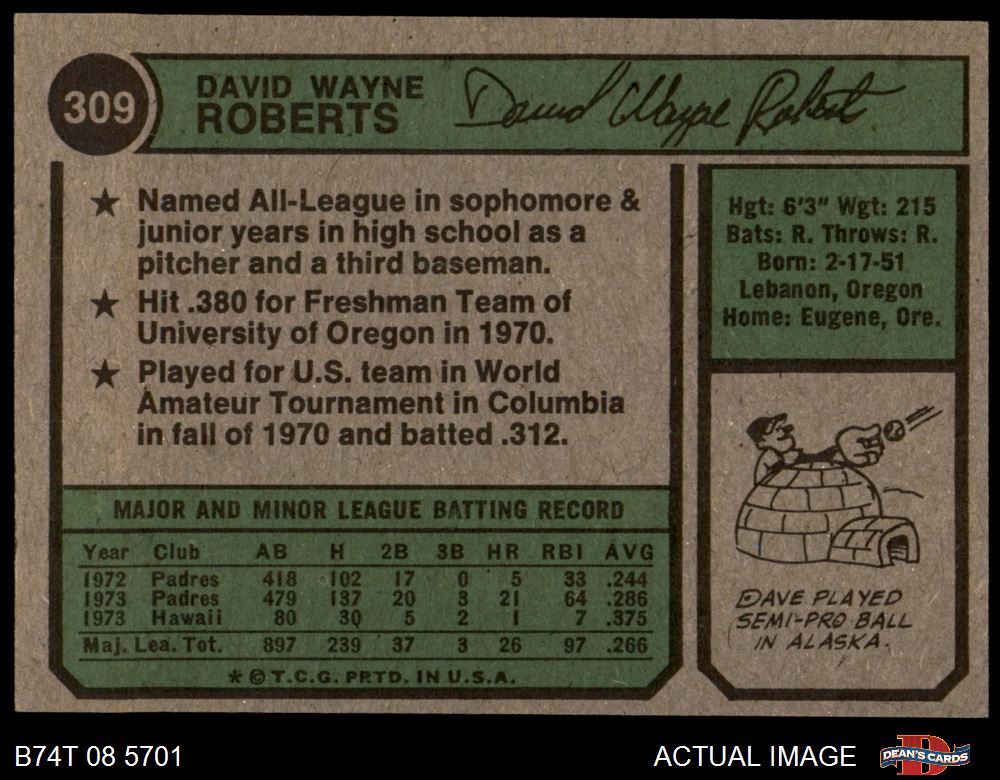 309
DAVID WAYNE
ROBERTS
David Wayne Roberts
★ Named All-League in sophomore &
junior years in high school as a
pitcher and a third baseman.
★ Hit .380 for Freshman Team of
University of Oregon in 1970.
★ Played for U.S. team in World
Amateur Tournament in Columbia
in fall of 1970 and batted .312.
MAJOR AND MINOR LEAGUE BATTING RECORD
Year Club AB H 2B 3B HR RBI AVG
1972 Padres 418 102 17 0 5 33 .244
1973 Padres 479 137 20 3 21 64 .286
1973 Hawaii 80 30 5 2 1 7 .375
Maj. Lea. Tot. 897 239 37 3 26 97 .266
* © T.C.G. PRTD. IN U.S.A.
Hgt: 6'3" Wgt: 215
Bats: R. Throws: R.
Born: 2-17-51
Lebanon, Oregon
Home: Eugene, Ore.
DAVE PLAYED
SEMI-PRO BALL
IN ALASKA.
B74T 08 5701
ACTUAL IMAGE
DEAN'S CARDS